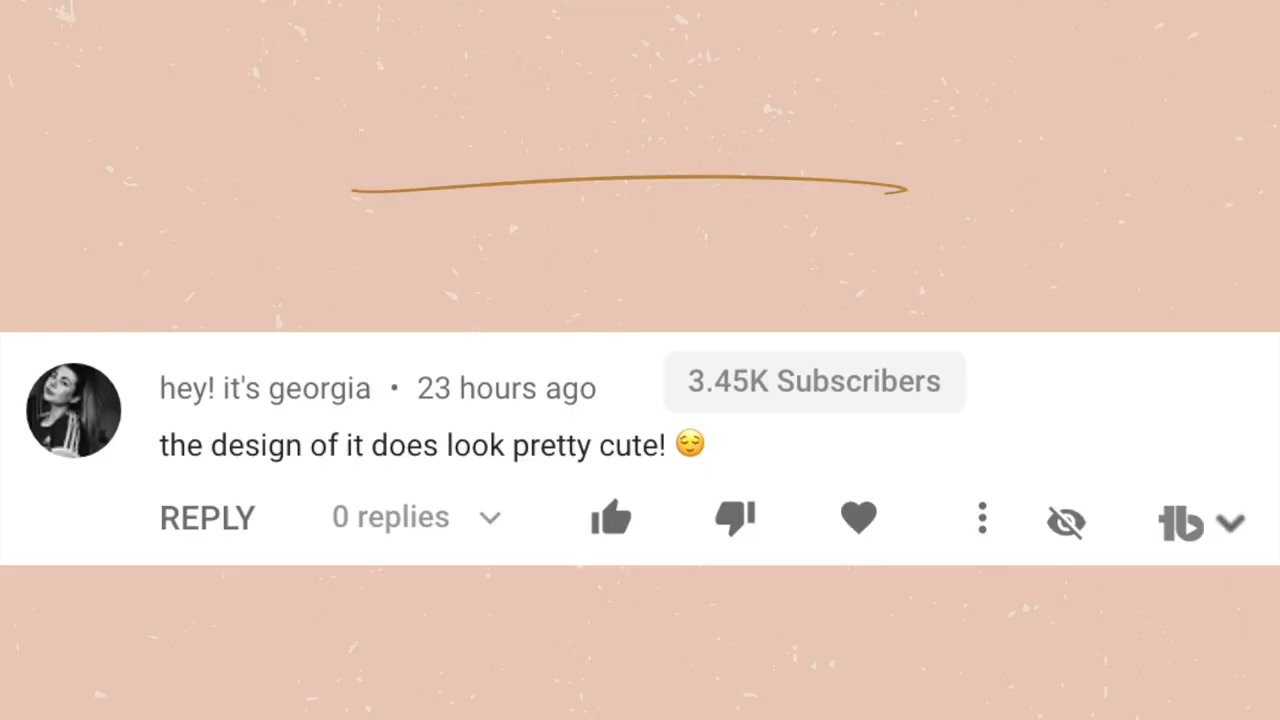 hey! it's georgia • 23 hours ago 3.45K Subscribers
the design of it does look pretty cute! 😌
REPLY 0 replies
tb